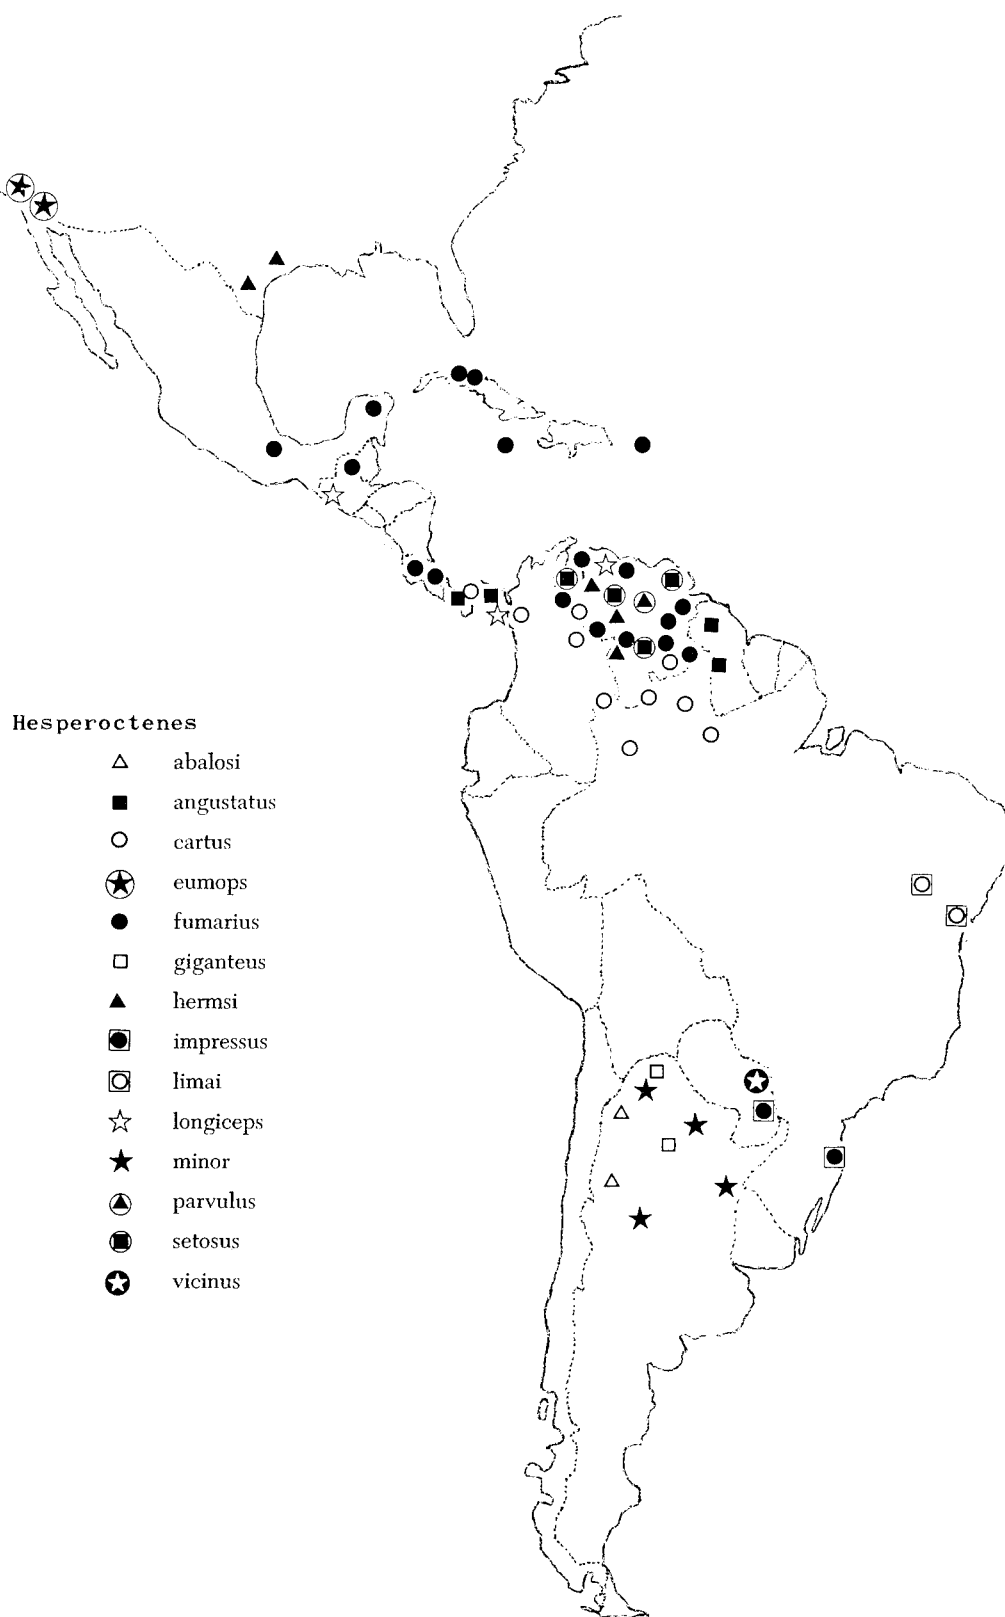 Hesperoctenes
abalosi
angustatus
cartus
eumops
fumarius
giganteus
hermsi
impressus
limai
longiceps
minor
parvulus
setosus
vicinus